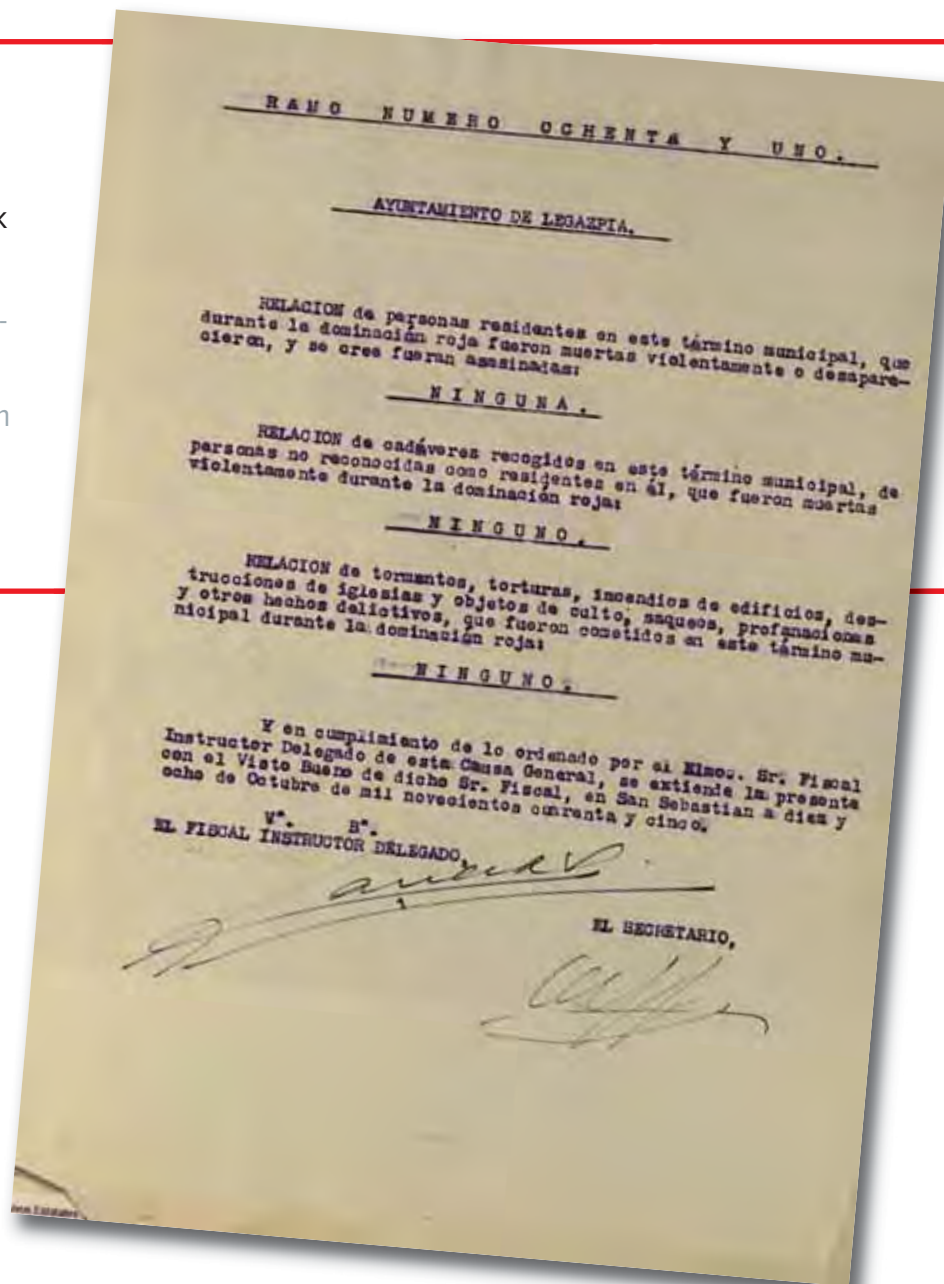 RAMO NUMERO OCHENTA Y UNO.
AYUNTAMIENTO DE LEGAZPIA.
RELACION de personas residentes en este término municipal, que
durante la dominación roja fueron muertas violentamente o desapare-
cieron, y se cree fueran asesinadas:
NINGUNA.
RELACION de cadáveres recogidos en este término municipal, de
personas no reconocidas como residentes en él, que fueron muertas
violentamente durante la dominación roja:
NINGUNO.
RELACION de tormentos, torturas, incendios de edificios, des-
trucciones de iglesias y objetos de culto, saqueos, profanaciones
y otros hechos delictivos, que fueron cometidos en este término mu-
nicipal durante la dominación roja:
NINGUNO.
Y en cumplimiento de lo ordenado por el Ilmo.. Sr. Fiscal
Instructor Delegado de esta Causa General, se extiende la presente
con el Visto Bueno de dicho Sr. Fiscal, en San Sebastian a diez y
ocho de Octubre de mil novecientos cuarenta y cinco.
Vº. Bº.
EL FISCAL INSTRUCTOR DELEGADO,
EL SECRETARIO,